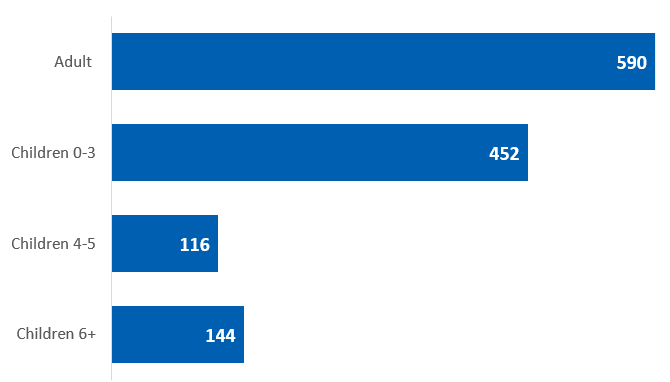 Adult 590
Children 0-3 452
Children 4-5 116
Children 6+ 144